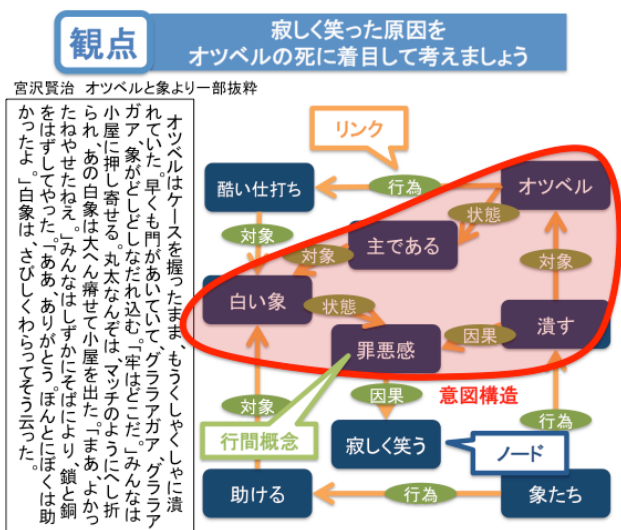 観点
寂しく笑った原因を
オツベルの死に着目して考えましょう
宮沢賢治 オツベルと象より一部抜粋
オツベルはケースを握ったまま、もうくしゃくしゃに潰
れていた。早くも門があいていて、グララアガア、グララア
ガア、象がどしどしなだれ込む。「牢はどこだ。」みんなは
小屋に押し寄せる。丸太なんぞは、マッチのようにへし折
られ、あの白象は大へん瘠せて小屋を出た。「まあ、よかっ
たねやせたねえ。」みんなはしずかにそばにより、鎖と銅
をはずしてやった。「ああ、ありがとう。ほんとにぼくは助
かったよ。」白象は、さびしくわらってそう云った。
リンク
酷い仕打ち
行為
オツベル
状態
対象
主である
対象
対象
白い象
状態
潰す
因果
罪悪感
対象
因果
意図構造
行間概念
行為
寂しく笑う
ノード
助ける
行為
象たち